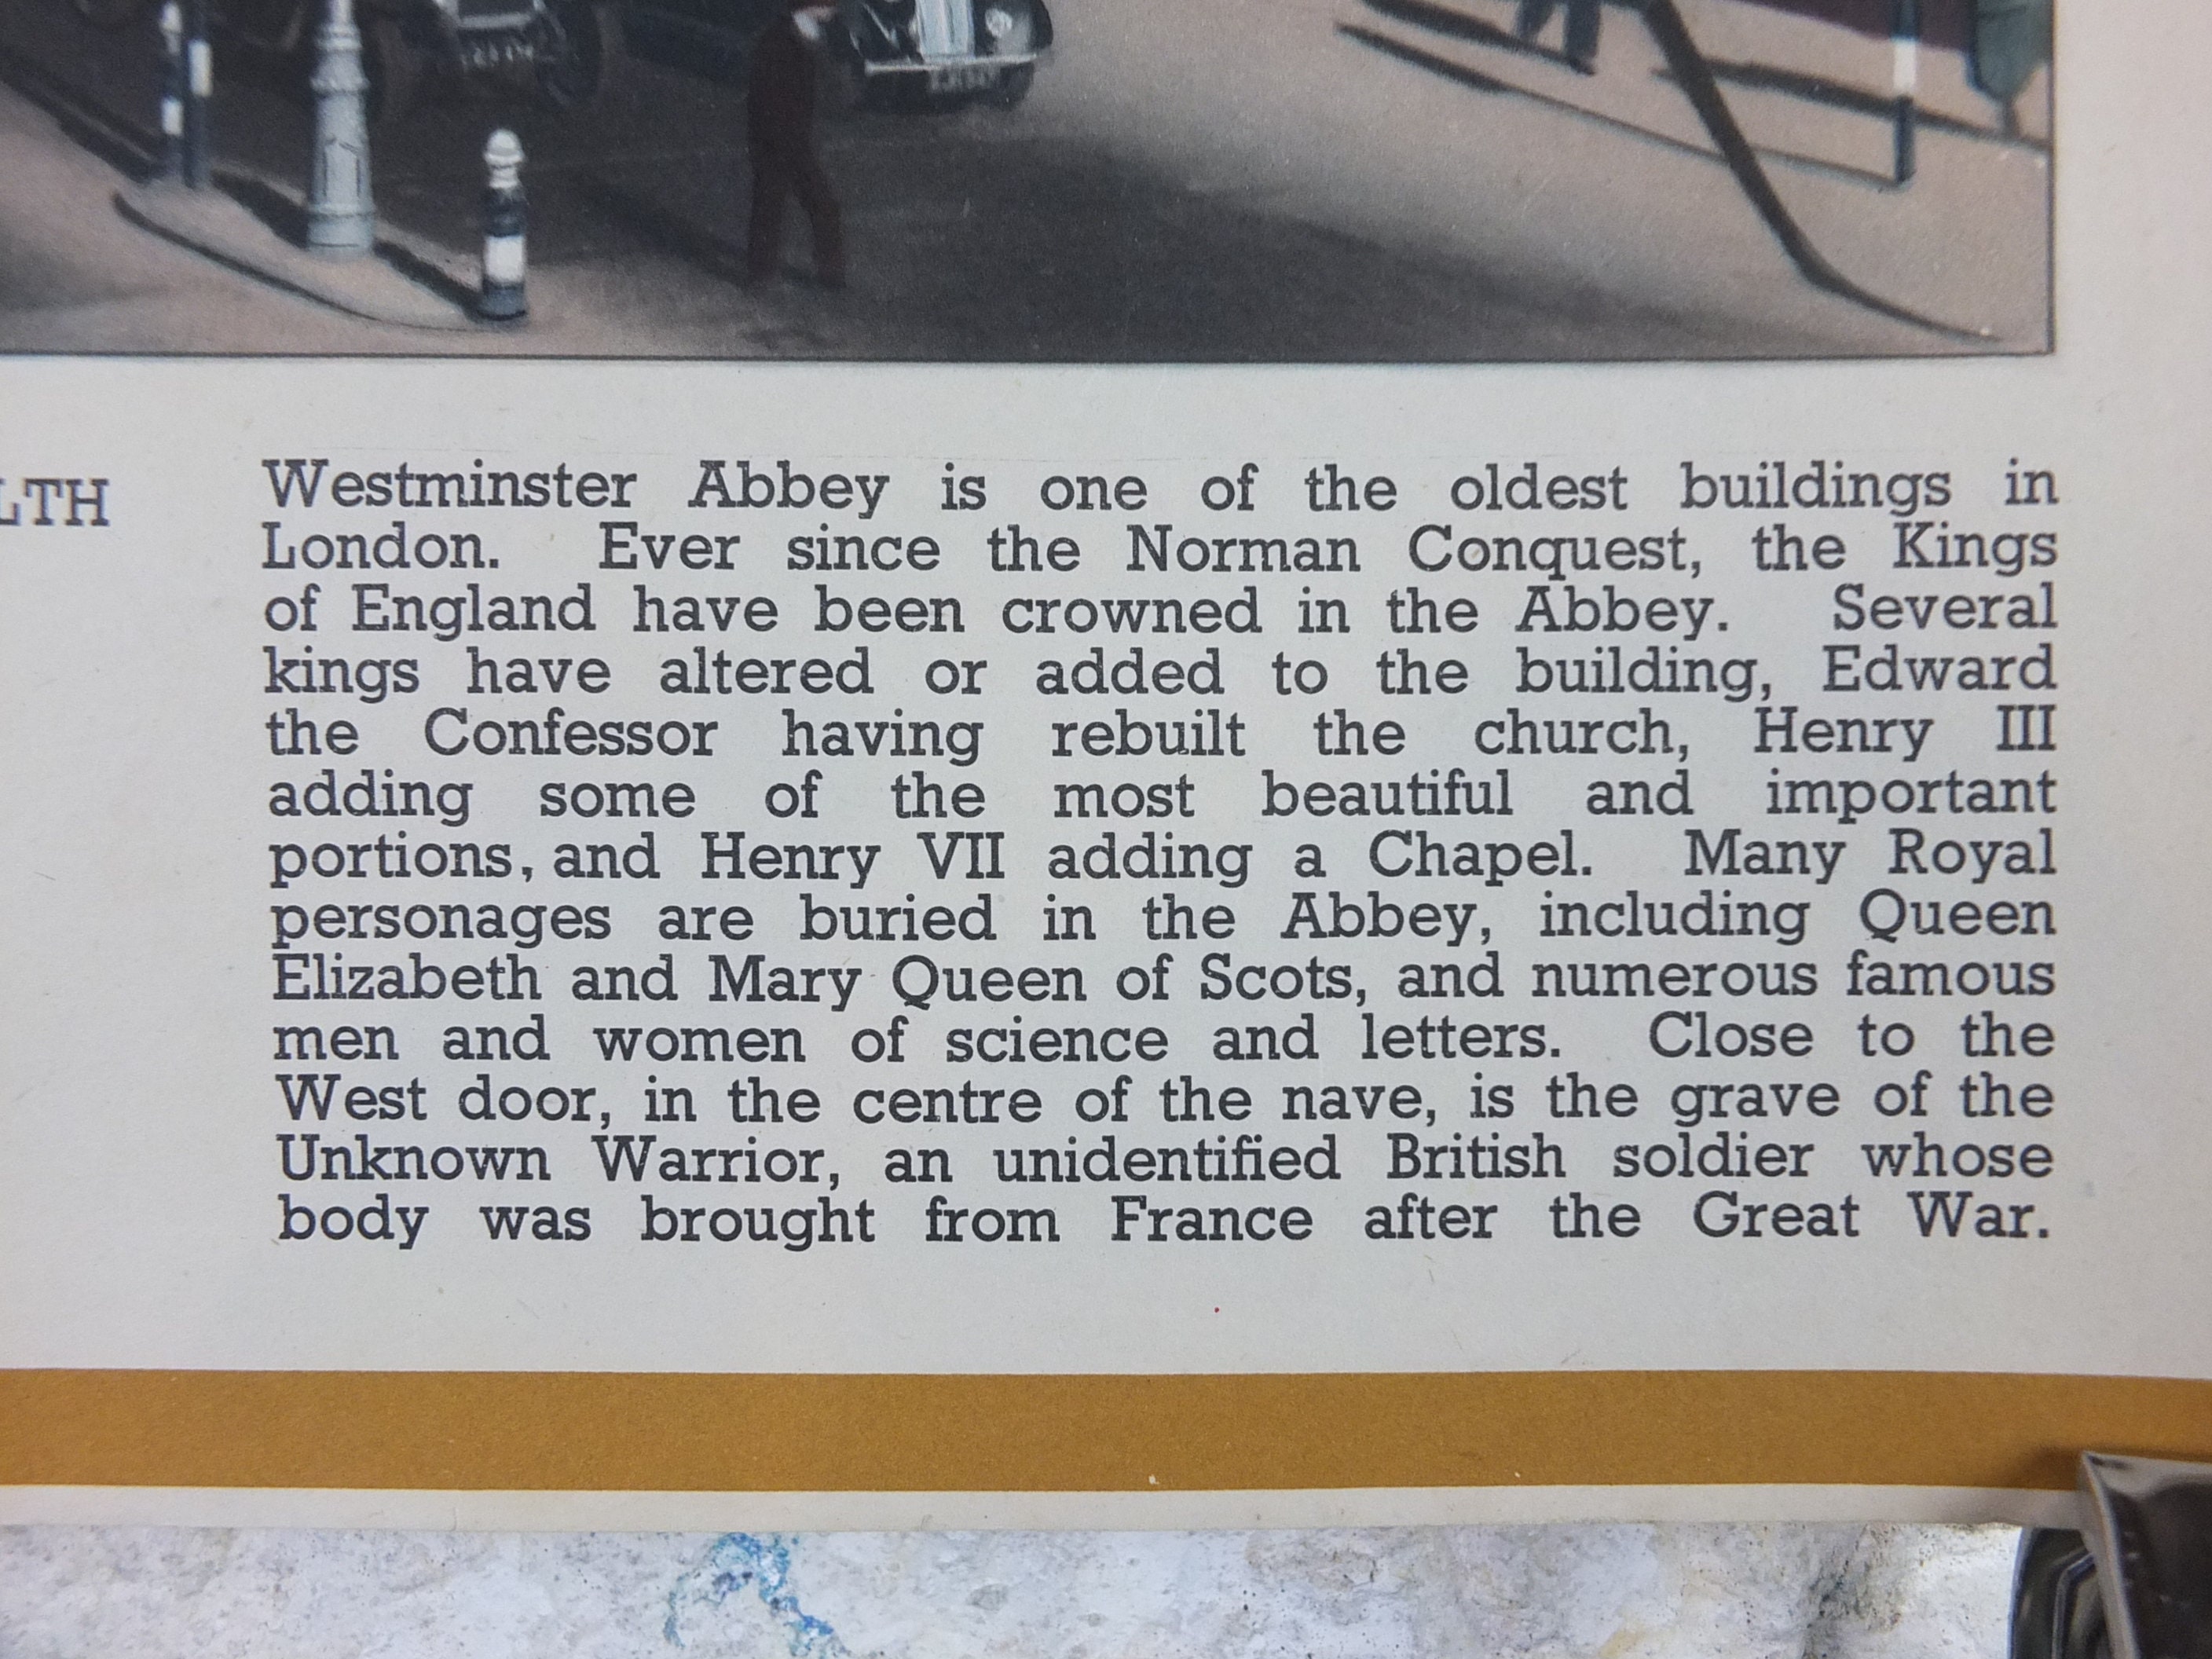 LTH
Westminster Abbey is one of the oldest buildings in
London. Ever since the Norman Conquest, the Kings
of England have been crowned in the Abbey. Several
kings have altered or added to the building, Edward
the Confessor having rebuilt the church, Henry III
adding some of the most beautiful and important
portions, and Henry VII adding a Chapel. Many Royal
personages are buried in the Abbey, including Queen
Elizabeth and Mary Queen of Scots, and numerous famous
men and women of science and letters. Close to the
West door, in the centre of the nave, is the grave of the
Unknown Warrior, an unidentified British soldier whose
body was brought from France after the Great War.